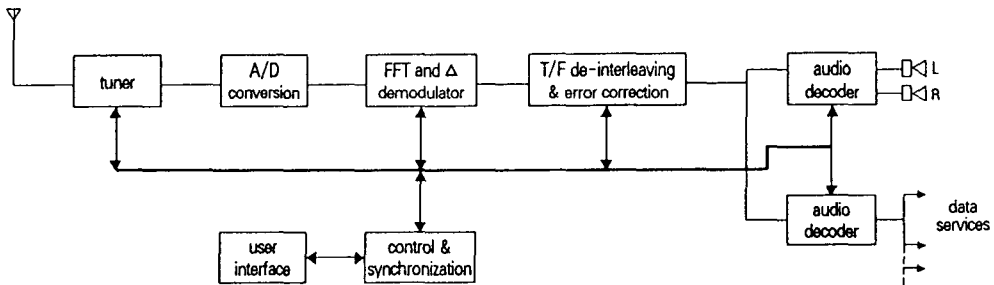 tuner
A/D
conversion
FFT and Δ
demodulator
T/F de-interleaving
& error correction
audio
decoder
L
R
audio
decoder
data
services
user
interface
control &
synchronization